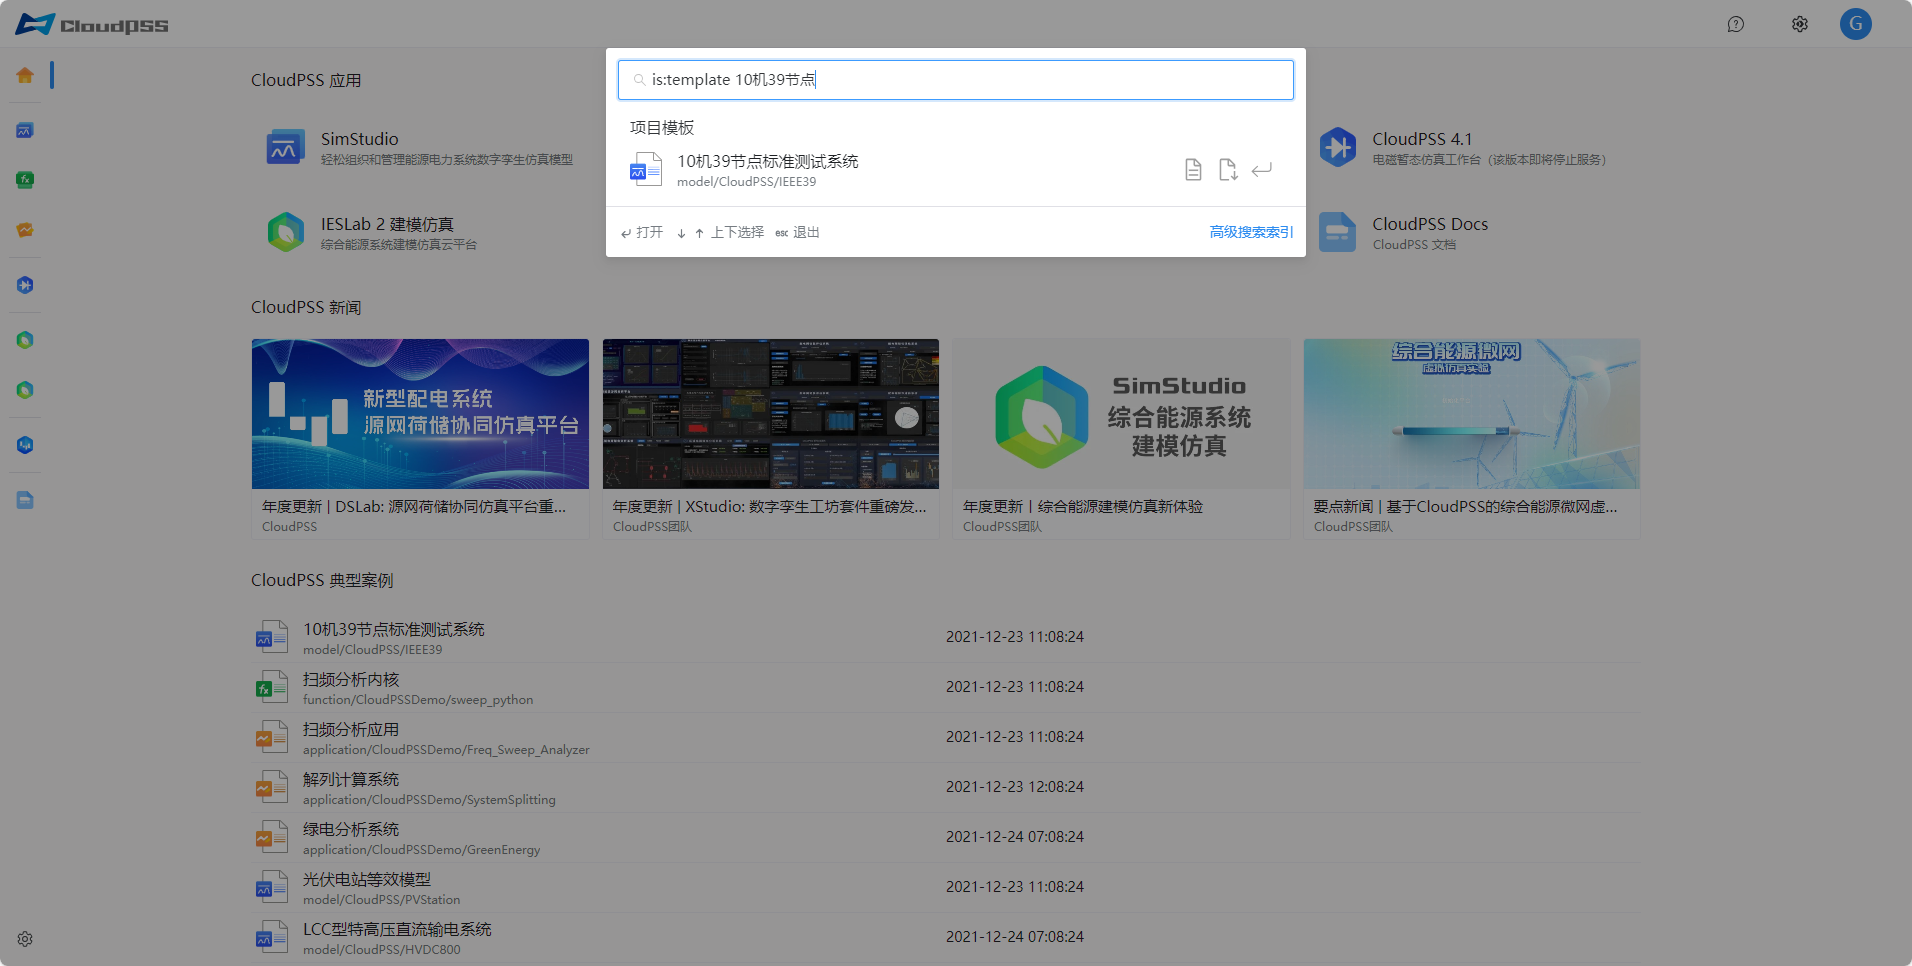 CloudPSS
G
is:template 10机39节点
项目模板
10机39节点标准测试系统
model/CloudPSS/IEEE39
打开
上下选择
esc 退出
高级搜索索引
CloudPSS 应用
SimStudio
轻松组织和管理能源电力系统数字孪生仿真模型
CloudPSS 4.1
电磁暂态仿真工作台（该版本即将停止服务）
IESLab 2 建模仿真
综合能源系统建模仿真云平台
CloudPSS Docs
CloudPSS 文档
CloudPSS 新闻
新型配电系统
源网荷储协同仿真平台
SimStudio
综合能源系统
建模仿真
综合能源微网
虚拟仿真实验
年度更新 | DSLab: 源网荷储协同仿真平台重...
CloudPSS
年度更新 | XStudio: 数字孪生工坊套件重磅发...
CloudPSS团队
年度更新丨综合能源建模仿真新体验
CloudPSS团队
要点新闻 | 基于CloudPSS的综合能源微网虚...
CloudPSS团队
CloudPSS 典型案例
10机39节点标准测试系统
model/CloudPSS/IEEE39
2021-12-23 11:08:24
扫频分析内核
function/CloudPSSDemo/sweep_python
2021-12-23 11:08:24
扫频分析应用
application/CloudPSSDemo/Freq_Sweep_Analyzer
2021-12-23 11:08:24
解列计算系统
application/CloudPSSDemo/SystemSplitting
2021-12-23 12:08:24
绿电分析系统
application/CloudPSSDemo/GreenEnergy
2021-12-24 07:08:24
光伏电站等效模型
model/CloudPSS/PVStation
2021-12-23 11:08:24
LCC型特高压直流输电系统
model/CloudPSS/HVDC800
2021-12-24 07:08:24